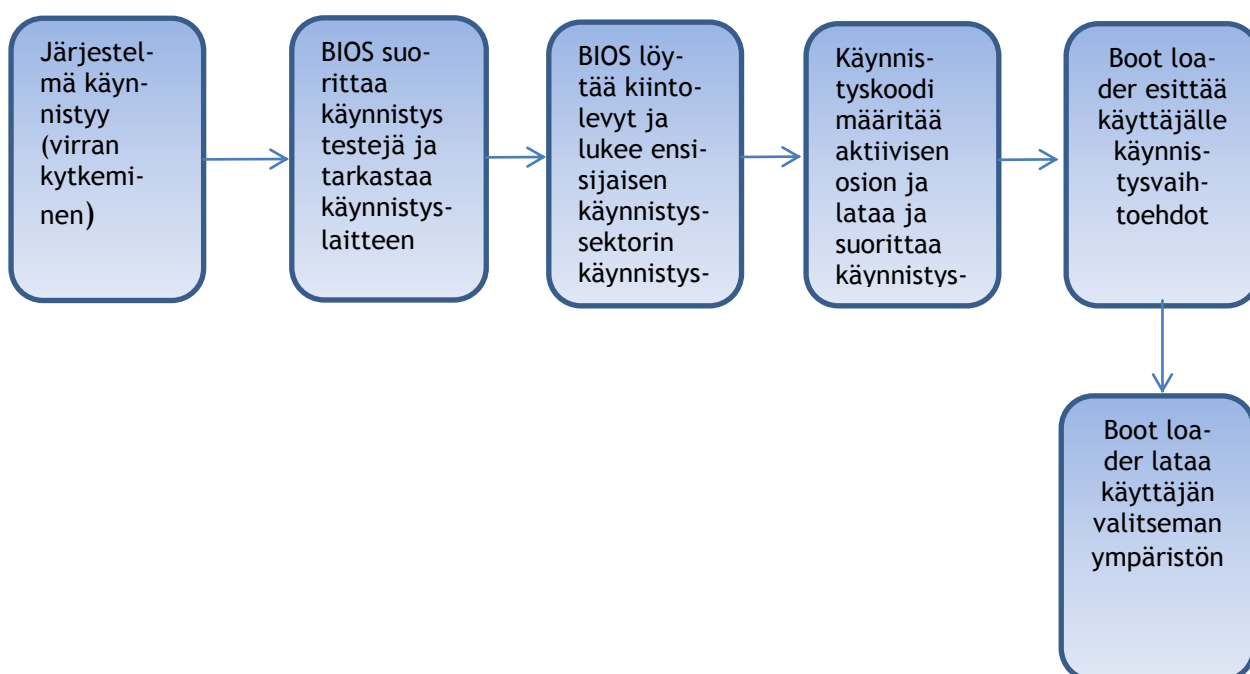 Järjestel-
mä käyn-
nistyy
(virran
kytkemi-
nen)
BIOS suo-
rittaa
käynnistys
testejä ja
tarkastaa
käynnistys-
laitteen
BIOS löy-
tää kiinto-
levyt ja
lukee ensi-
sijaisen
käynnistys-
sektorin
käynnistys-
Käynnis-
tyskoodi
määritää
aktiivisen
osion ja
lataa ja
suorittaa
käynnistys-
Boot loa-
der esittää
käyttäjälle
käynnis-
tysvaih-
toehdot
Boot loa-
der lataa
käyttäjän
valitseman
ympäristön